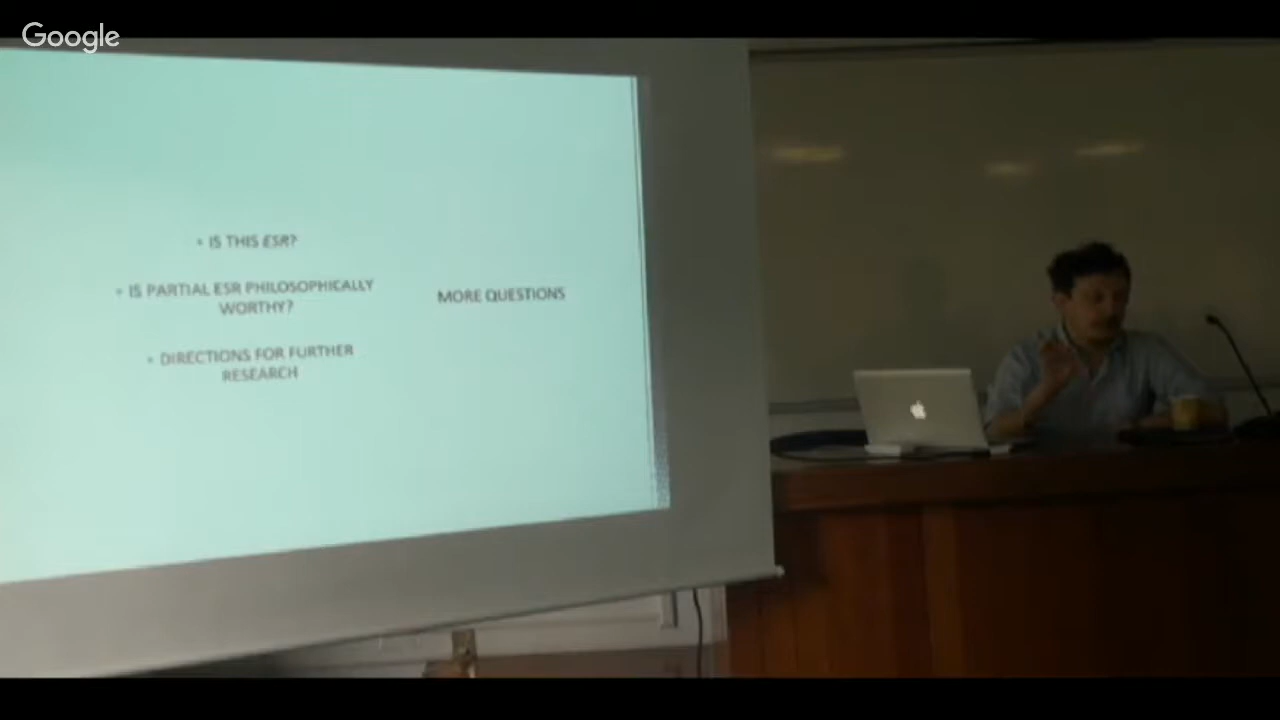 Google
• IS THIS ESR?
• IS PARTIAL ESR PHILOSOPHICALLY
WORTHY?
• DIRECTIONS FOR FURTHER
RESEARCH
MORE QUESTIONS